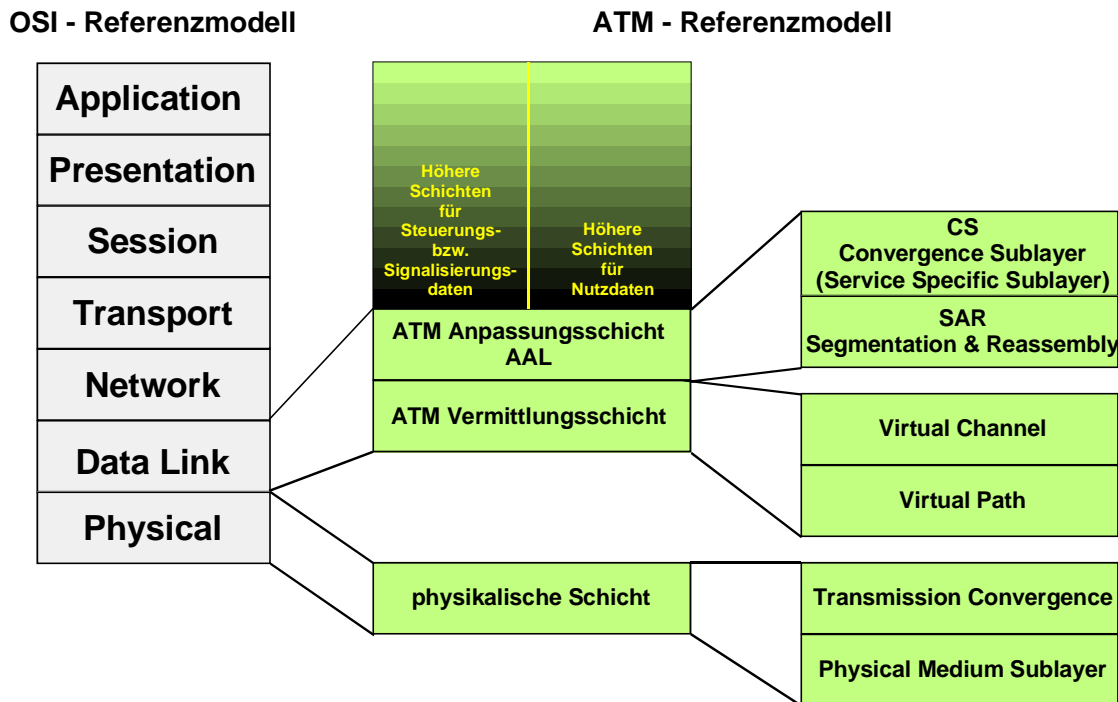 OSI - Referenzmodell
ATM - Referenzmodell
Application
Presentation
Session
Transport
Network
Data Link
Physical
Höhere
Schichten
für
Steuerungs-
bzw.
Signalisierungs-
daten
Höhere
Schichten
für
Nutzdaten
ATM Anpassungsschicht
AAL
ATM Vermittlungsschicht
physikalische Schicht
CS
Convergence Sublayer
(Service Specific Sublayer)
SAR
Segmentation & Reassembly
Virtual Channel
Virtual Path
Transmission Convergence
Physical Medium Sublayer